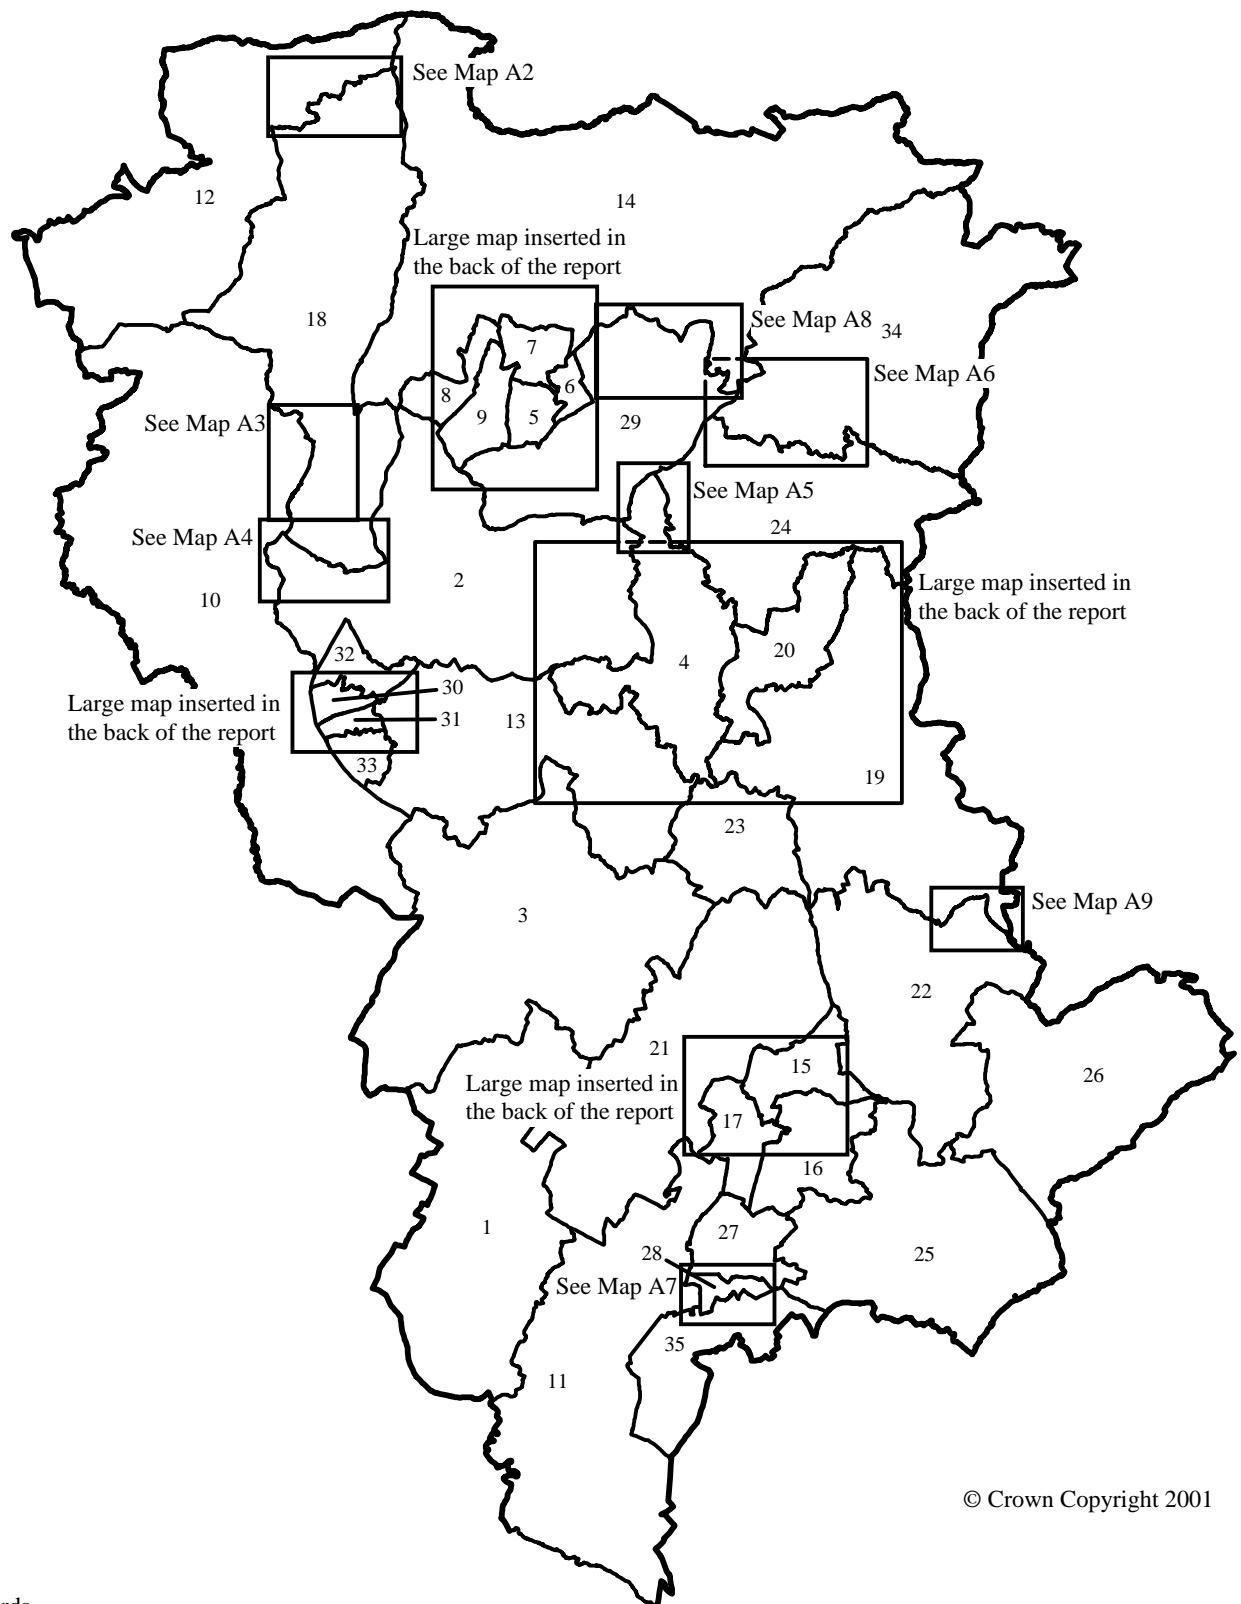 See Map A2
12
14
Large map inserted in
the back of the report
18
See Map A8
34
7
See Map A6
8
6
9
5
29
See Map A3
See Map A5
24
See Map A4
2
10
Large map inserted in
the back of the report
20
32
4
30
Large map inserted in
the back of the report
31
13
33
19
23
See Map A9
3
22
21
15
26
Large map inserted in
the back of the report
17
16
1
27
25
28
See Map A7
35
11
© Crown Copyright 2001